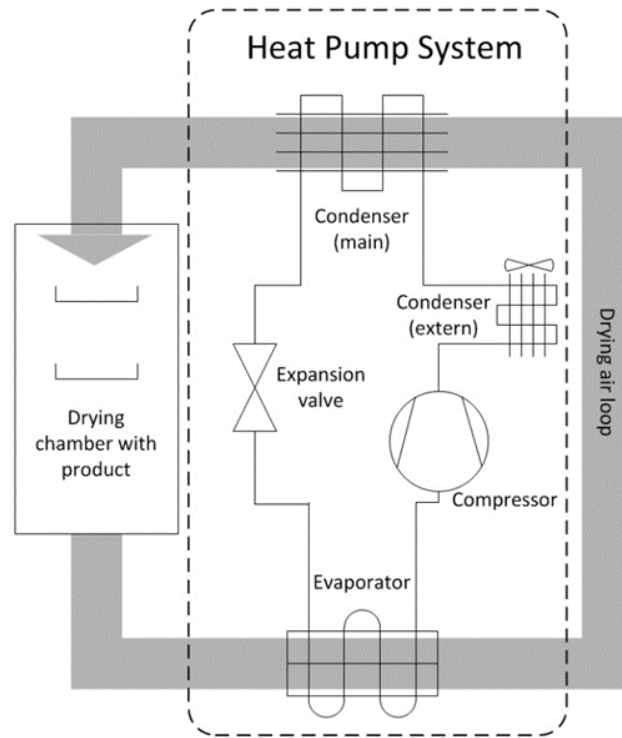 Heat Pump System
Condenser
(main)
Condenser
(extern)
Expansion
valve
Drying
chamber with
product
Compressor
Evaporator
Drying air loop